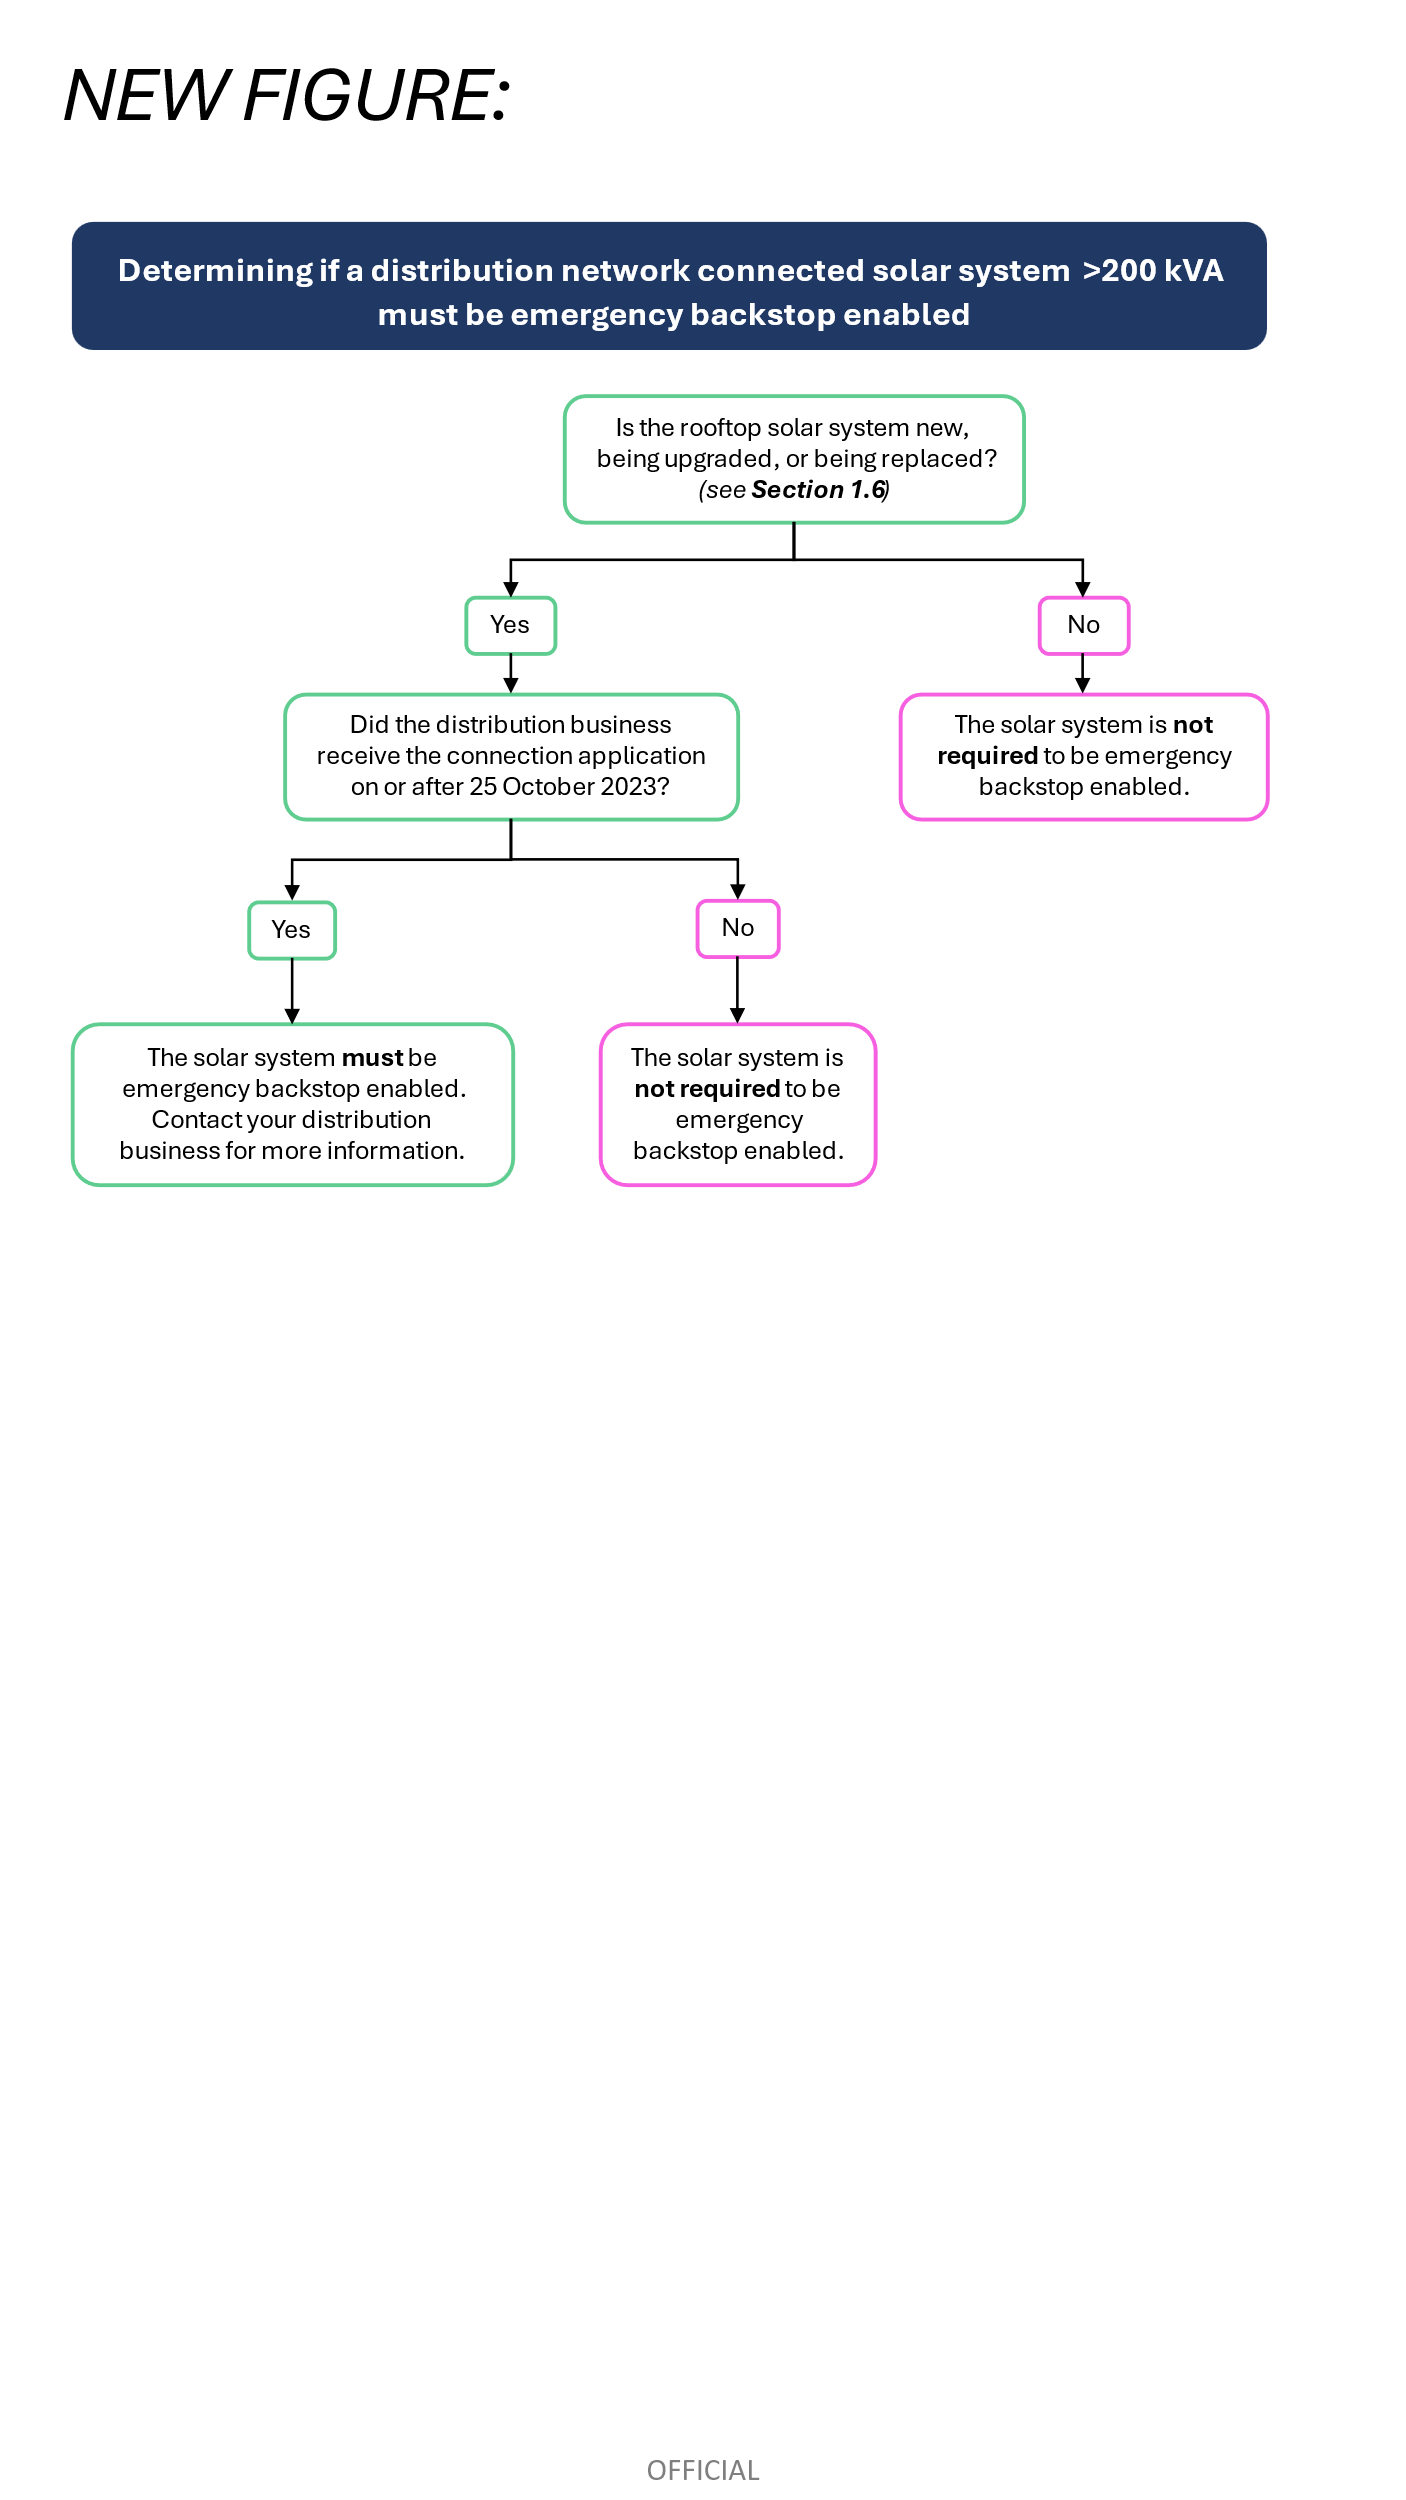 NEW FIGURE:
Determining if a distribution network connected solar system >200 kVA
must be emergency backstop enabled
Is the rooftop solar system new,
being upgraded, or being replaced?
(see Section 1.6)
Yes
No
Did the distribution business
receive the connection application
on or after 25 October 2023?
The solar system is not
required to be emergency
backstop enabled.
Yes
No
The solar system must be
emergency backstop enabled.
Contact your distribution
business for more information.
The solar system is
not required to be
emergency
backstop enabled.
OFFICIAL